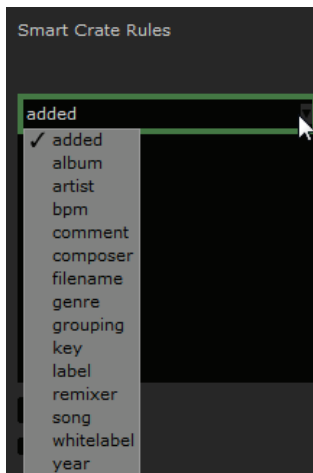 Smart Crate Rules
added
✓ added
album
artist
bpm
comment
composer
filename
genre
grouping
key
label
remixer
song
whitelabel
year